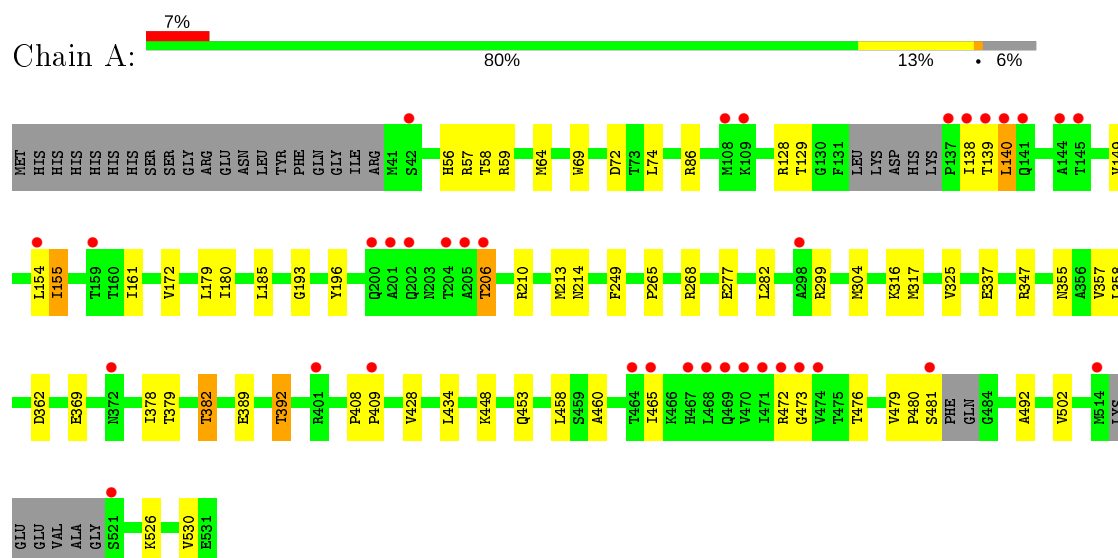 7%
Chain A:
80% 13% • 6%
MET HIS HIS HIS HIS HIS HIS SER SER GLY ARG GLU ASN LEU TYR PHE GLN GLY ILE ARG M41 S42 H56 R57 T58 R59 M64 W69 D72 T73 L74 R86 M108 K109 R128 T129 G130 F131 LEU LYS ASP HIS LYS P137 I138 T139 L140 Q141 A144 T145 V149
L154 I155 T159 T160 I161 V172 L179 I180 L185 G193 Y196 Q200 A201 Q202 N203 T204 A205 T206 R210 M213 N214 F249 P265 R268 E277 L282 A298 R299 M304 K316 M317 V325 E337 R347 N355 A356 V357 L358
D362 E369 N372 I378 T379 T382 E389 T392 R401 P408 P409 V428 L434 K448 Q453 L458 S459 A460 T464 I465 K466 H467 L468 Q469 V470 I471 R472 G473 V474 T475 T476 V479 P480 S481 PHE GLN G484 A492 V502 M514 LYS
GLU GLU VAL ALA GLY S521 K526 V530 E531